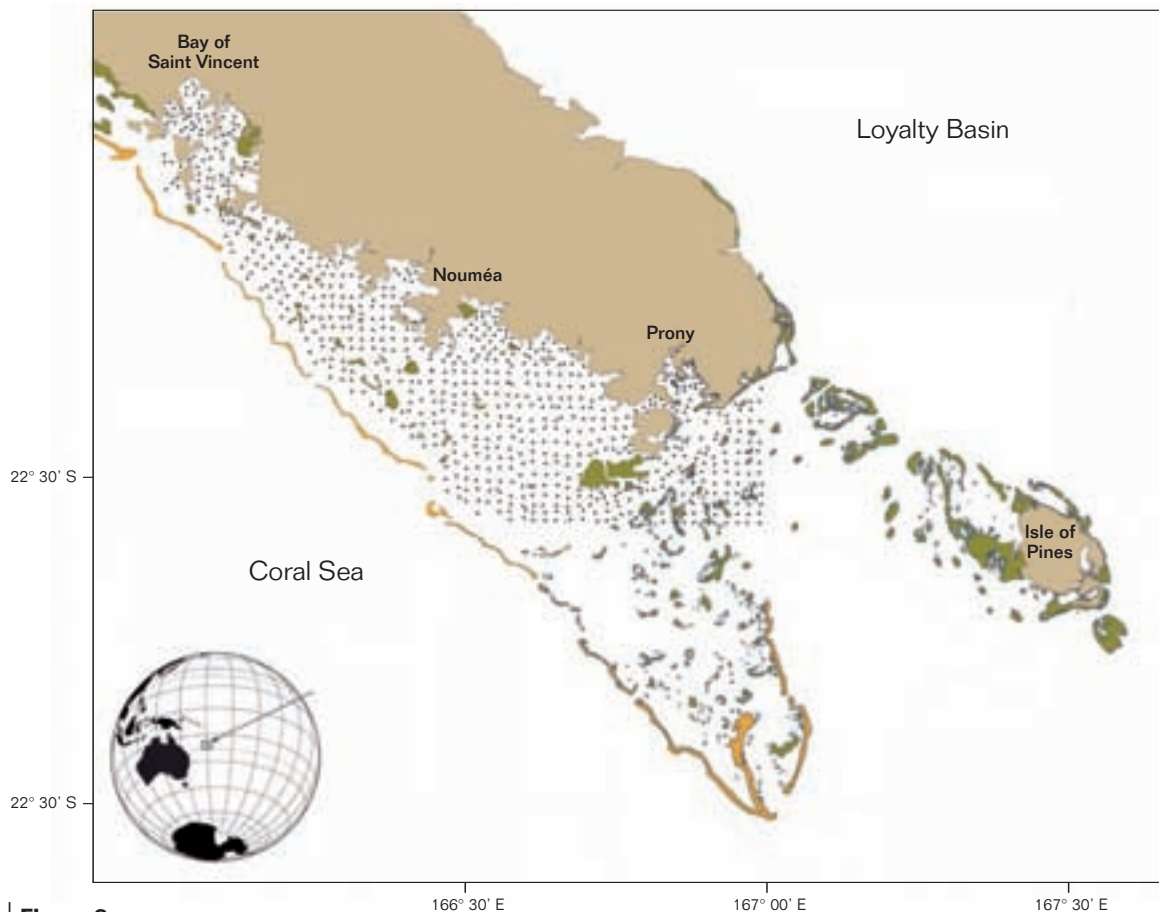 Bay of
Saint Vincent
Loyalty Basin
Nouméa
Prony
22° 30' S
Isle of
Pines
Coral Sea
22° 30' S
166° 30' E
167° 00' E
167° 30' E